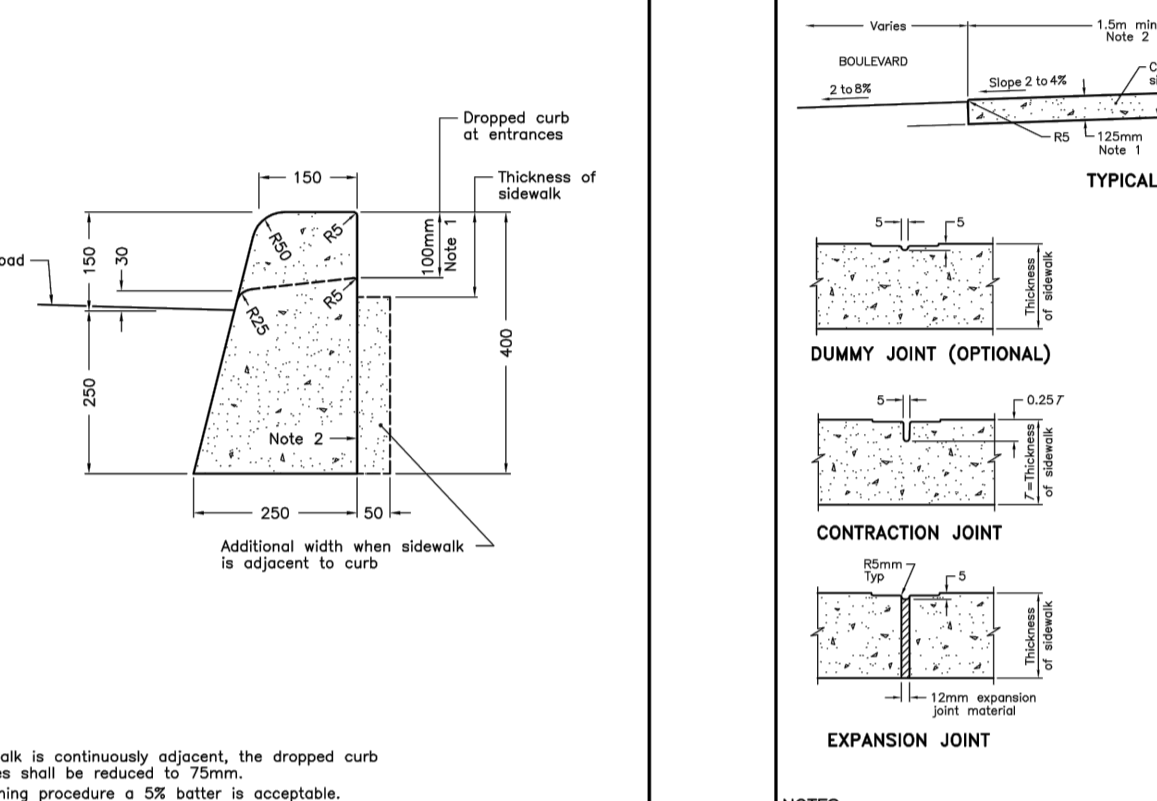 Dropped curb
at entrances
Thickness of
sidewalk
150
R50
R5
100mm
Note 1
150
30
R25
R5
250
400
Note 2
250
50
Additional width when sidewalk
is adjacent to curb
is continuously adjacent, the dropped curb
shall be reduced to 75mm.
procedure a 5% batter is acceptable.
Varies
1.5m min
Note 2
BOULEVARD
2 to 8%
Slope 2 to 4%
R5
125mm
Note 1
TYPICAL
5
5
Thickness
of sidewalk
DUMMY JOINT (OPTIONAL)
5
0.25T
T=Thickness
of sidewalk
CONTRACTION JOINT
R5mm
Typ
5
Thickness
of sidewalk
12mm expansion
joint material
EXPANSION JOINT